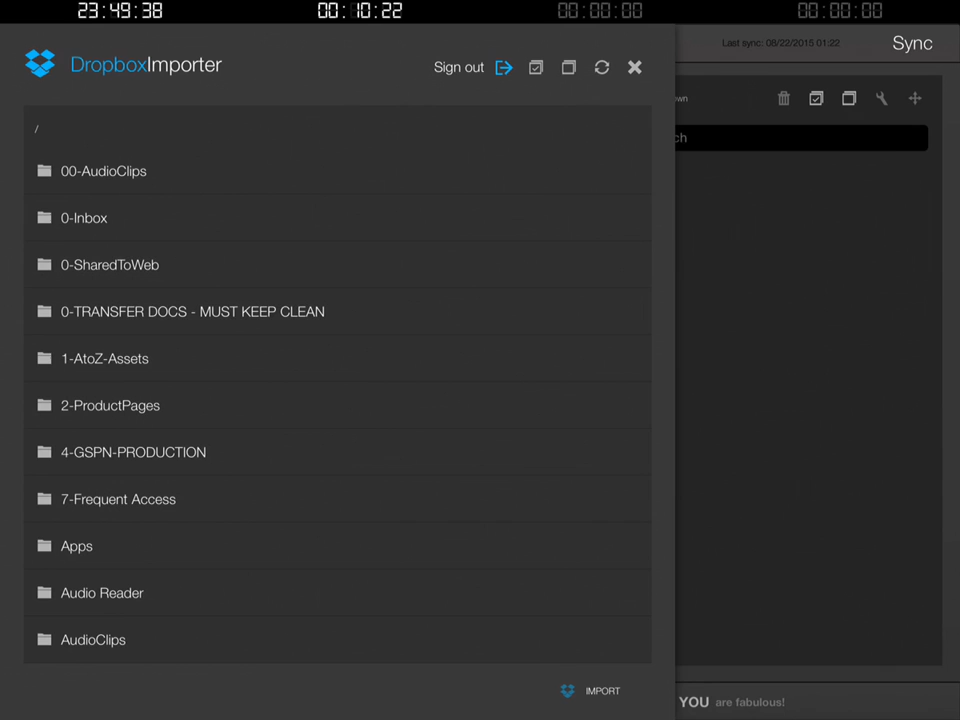 23:49:38 00:10:22 00:00:00 00:00:00
Last sync: 08/22/2015 01:22 Sync
DropboxImporter Sign out
own
ch
/
00-AudioClips
0-Inbox
0-SharedToWeb
0-TRANSFER DOCS - MUST KEEP CLEAN
1-AtoZ-Assets
2-ProductPages
4-GSPN-PRODUCTION
7-Frequent Access
Apps
Audio Reader
AudioClips
IMPORT
YOU are fabulous!